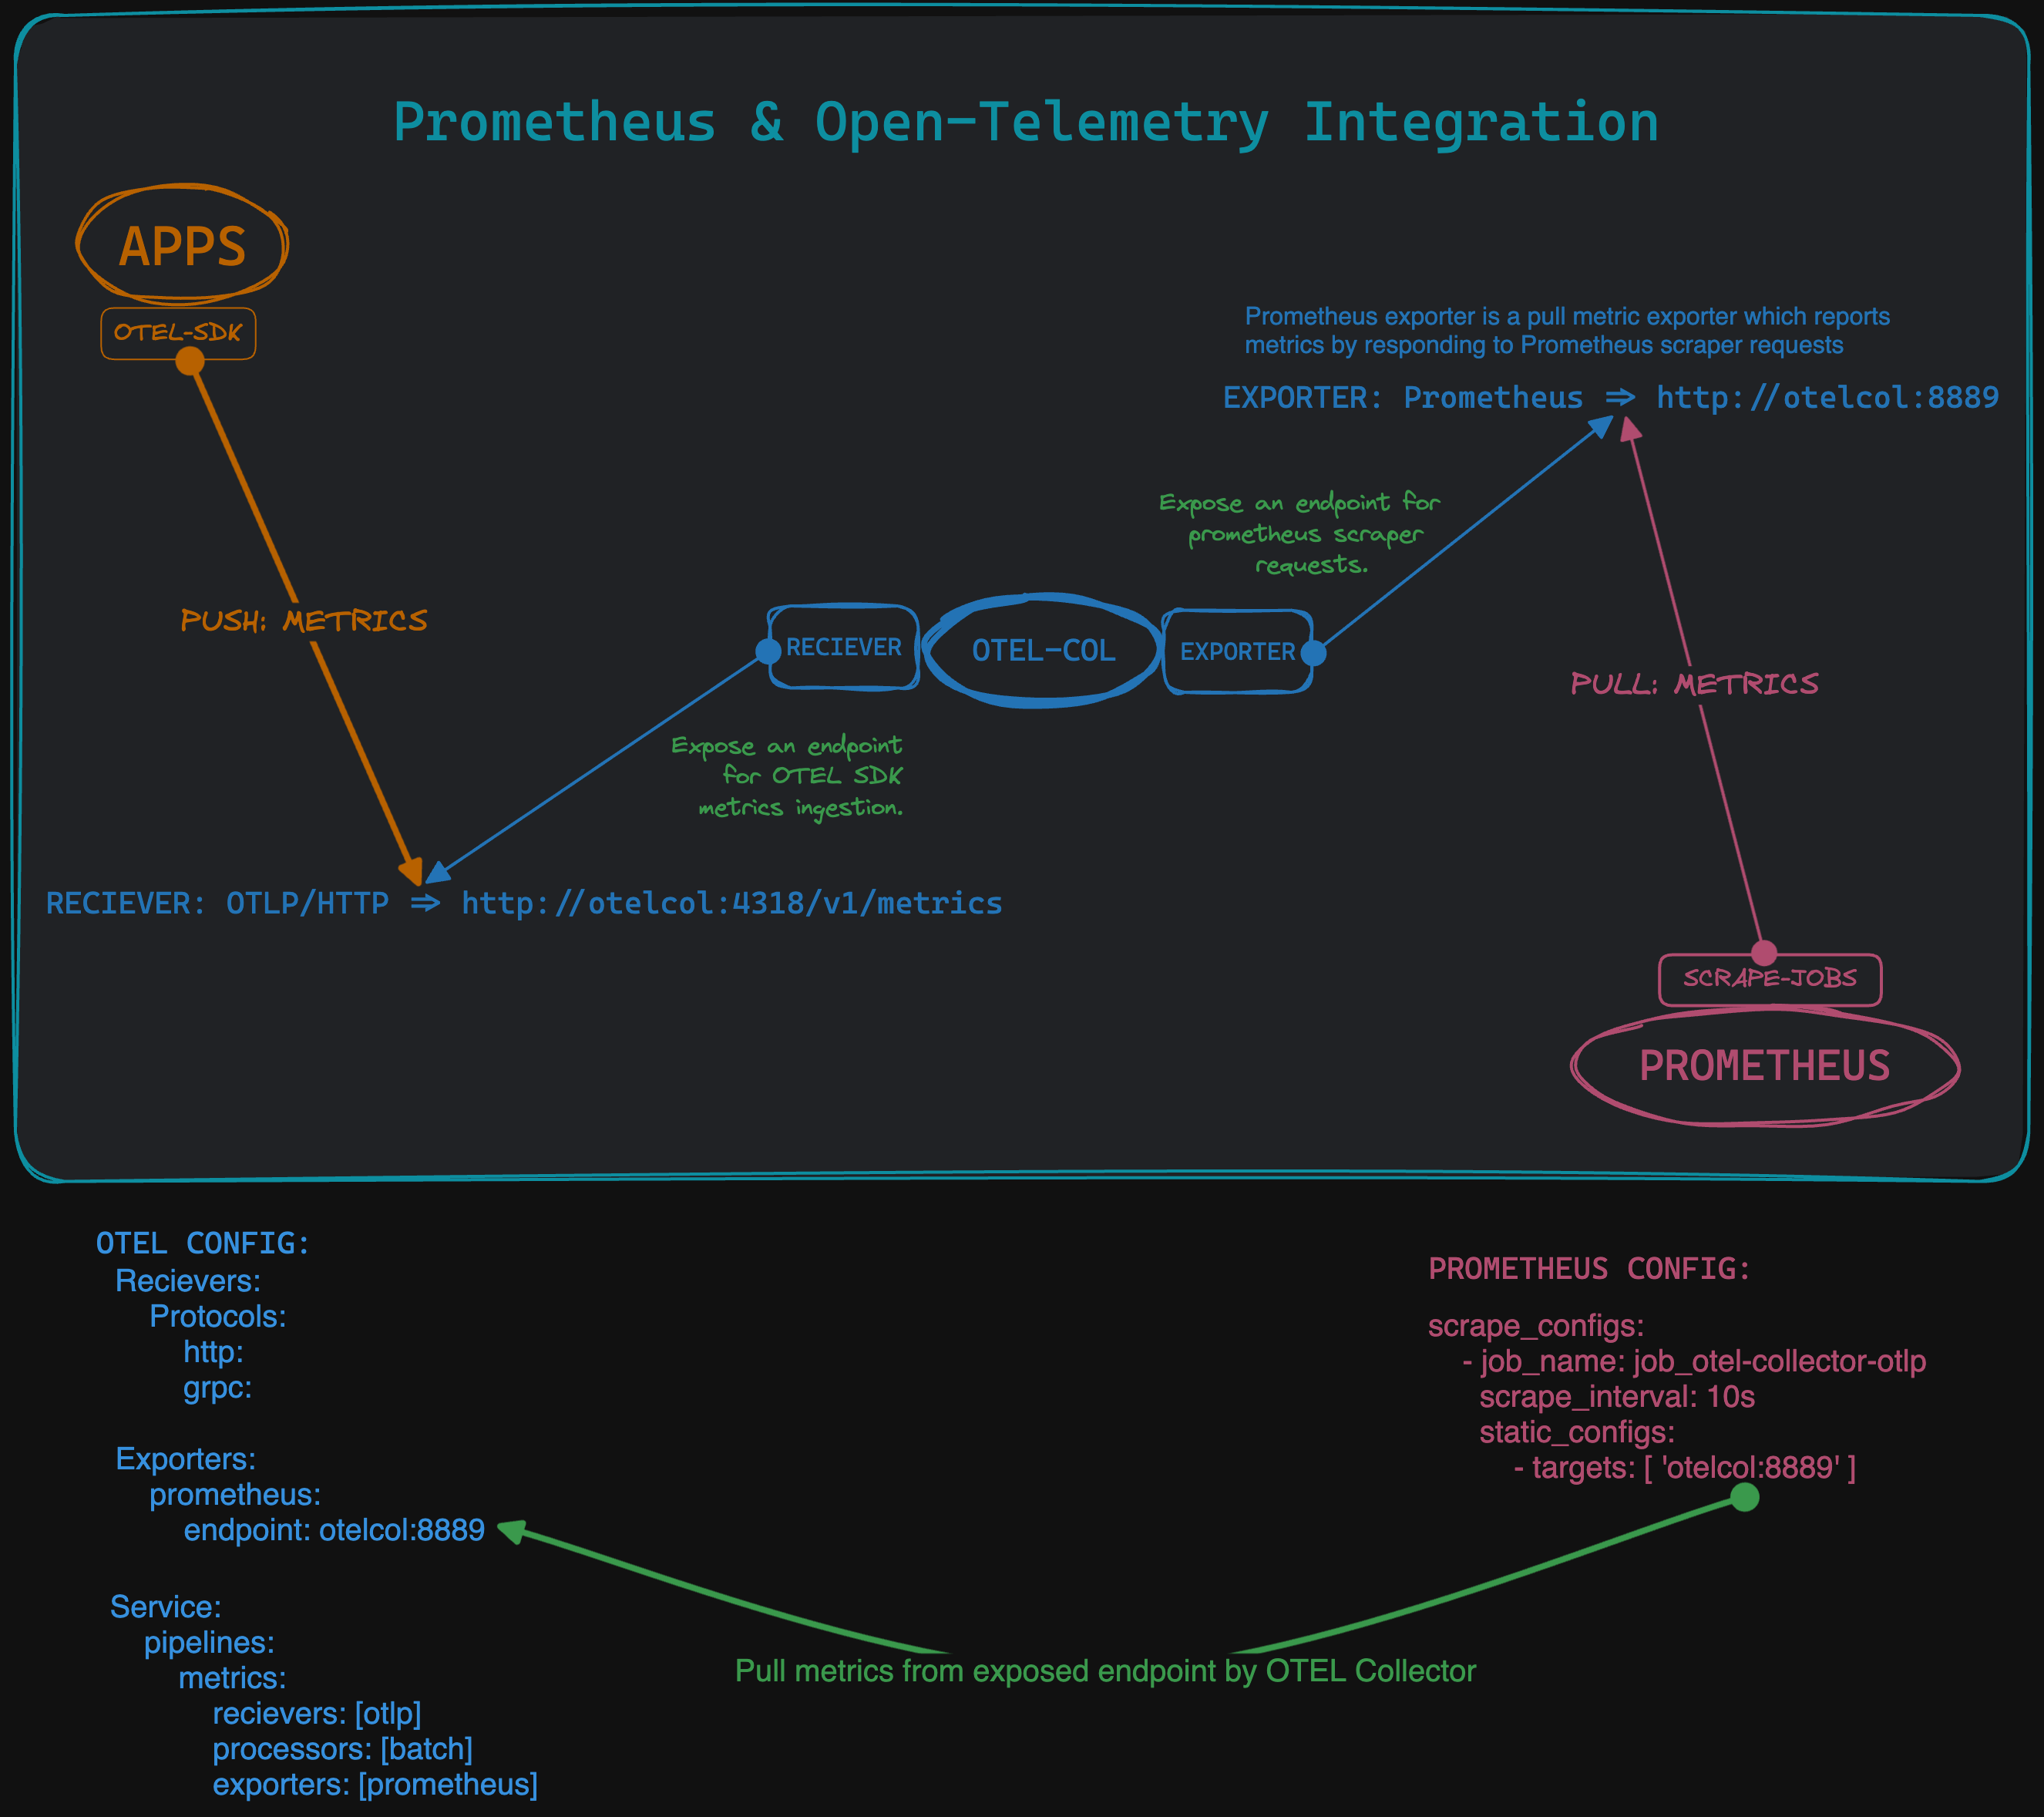 Prometheus & Open-Telemetry Integration
APPS
OTEL-SDK
Prometheus exporter is a pull metric exporter which reports
metrics by responding to Prometheus scraper requests
EXPORTER: Prometheus ⇒ http://otelcol:8889
Expose an endpoint for
prometheus scraper
requests.
PUSH: METRICS
RECIEVER
OTEL-COL
EXPORTER
PULL: METRICS
Expose an endpoint
for OTEL SDK
metrics ingestion.
RECIEVER: OTLP/HTTP ⇒ http://otelcol:4318/v1/metrics
SCRAPE-JOBS
PROMETHEUS
OTEL CONFIG:
Recievers:
Protocols:
http:
grpc:
Exporters:
prometheus:
endpoint: otelcol:8889
Service:
pipelines:
metrics:
recievers: [otlp]
processors: [batch]
exporters: [prometheus]
PROMETHEUS CONFIG:
scrape_configs:
- job_name: job_otel-collector-otlp
scrape_interval: 10s
static_configs:
- targets: [ 'otelcol:8889' ]
Pull metrics from exposed endpoint by OTEL Collector